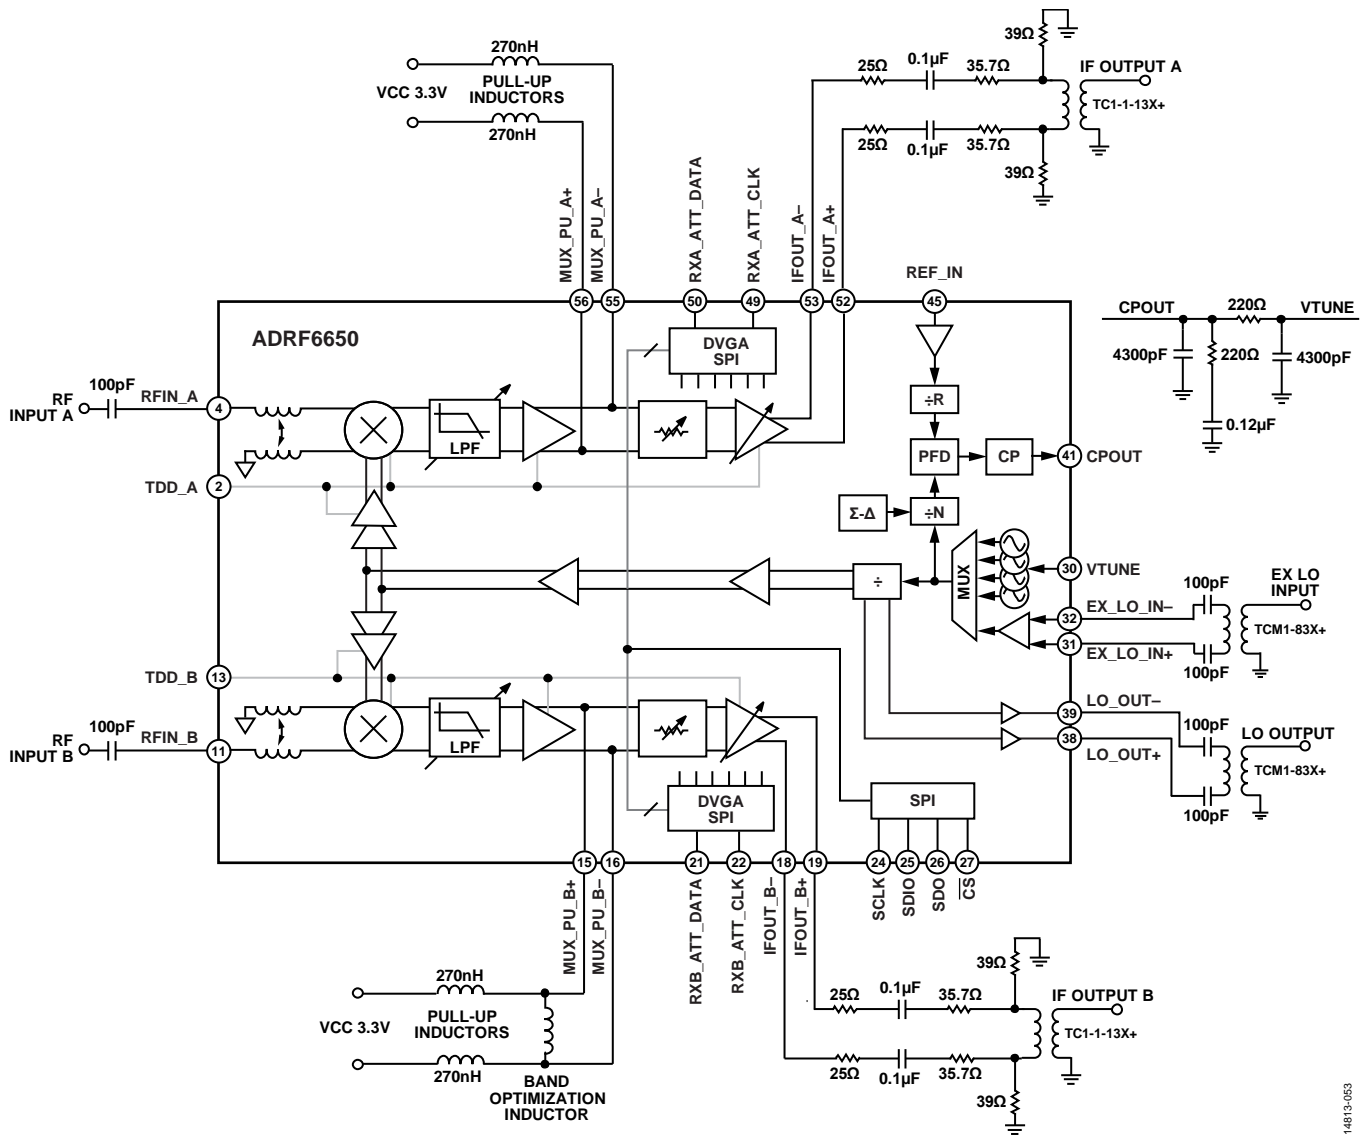 270nH
VCC 3.3V
PULL-UP
INDUCTORS
270nH
39Ω
25Ω
0.1µF
35.7Ω
IF OUTPUT A
TC1-1-13X+
25Ω
0.1µF
35.7Ω
39Ω
MUX_PU_A+
MUX_PU_A–
RXA_ATT_DATA
RXA_ATT_CLK
IFOUT_A–
IFOUT_A+
REF_IN
56
55
50
49
53
52
45
ADRF6650
DVGA
SPI
CPOUT
220Ω
VTUNE
4300pF
220Ω
4300pF
0.12µF
RF
INPUT A
100pF
RFIN_A
4
LPF
÷R
PFD
CP
41
CPOUT
TDD_A
2
Σ-Δ
÷N
÷
MUX
30
VTUNE
32
EX_LO_IN–
31
EX_LO_IN+
100pF
100pF
EX LO
INPUT
TCM1-83X+
TDD_B
13
RF
INPUT B
100pF
RFIN_B
11
LPF
39
LO_OUT–
38
LO_OUT+
100pF
100pF
LO OUTPUT
TCM1-83X+
DVGA
SPI
SPI
15
16
21
22
18
19
24
25
26
27
MUX_PU_B+
MUX_PU_B–
RXB_ATT_DATA
RXB_ATT_CLK
IFOUT_B–
IFOUT_B+
SCLK
SDIO
SDO
CS
270nH
VCC 3.3V
PULL-UP
INDUCTORS
270nH
BAND
OPTIMIZATION
INDUCTOR
39Ω
25Ω
0.1µF
35.7Ω
IF OUTPUT B
TC1-1-13X+
25Ω
0.1µF
35.7Ω
39Ω
14813-053